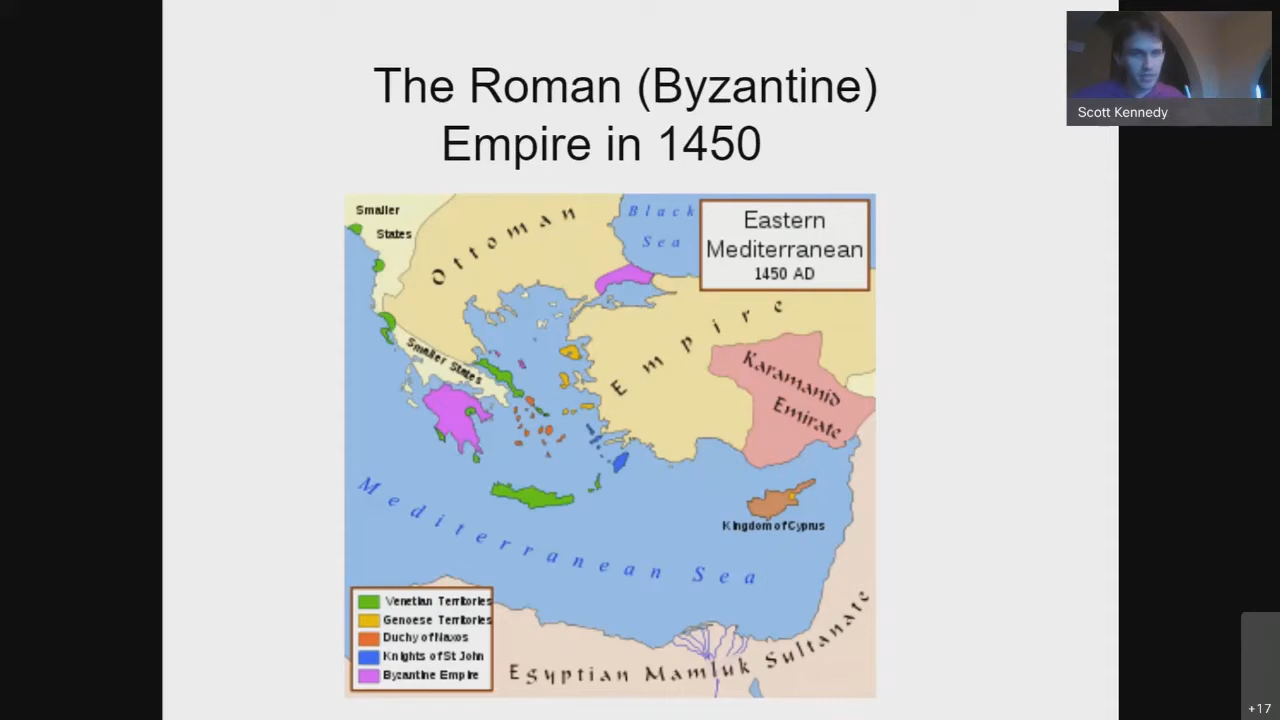 The Roman (Byzantine)
Empire in 1450
Scott Kennedy
Smaller
States
Ottoman
Black
Sea
Eastern
Mediterranean
1450 AD
Empire
Smaller States
Karamanid
Emirate
Kingdom of Cyprus
Mediterranean Sea
Venetian Territories
Genoese Territories
Duchy of Naxos
Knights of St John
Byzantine Empire
Egyptian Mamluk Sultanate
+17